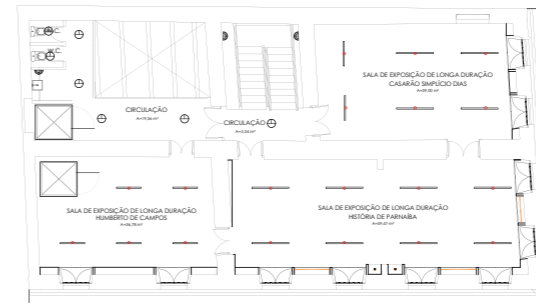 W.C.
W.C.
SALA DE EXPOSIÇÃO DE LONGA DURAÇÃO
CASARÃO SIMPLÍCIO DIAS
CIRCULAÇÃO
CIRCULAÇÃO
SALA DE EXPOSIÇÃO DE LONGA DURAÇÃO
HUMBERTO DE CAMPOS
SALA DE EXPOSIÇÃO DE LONGA DURAÇÃO
HISTÓRIA DE PARNAÍBA